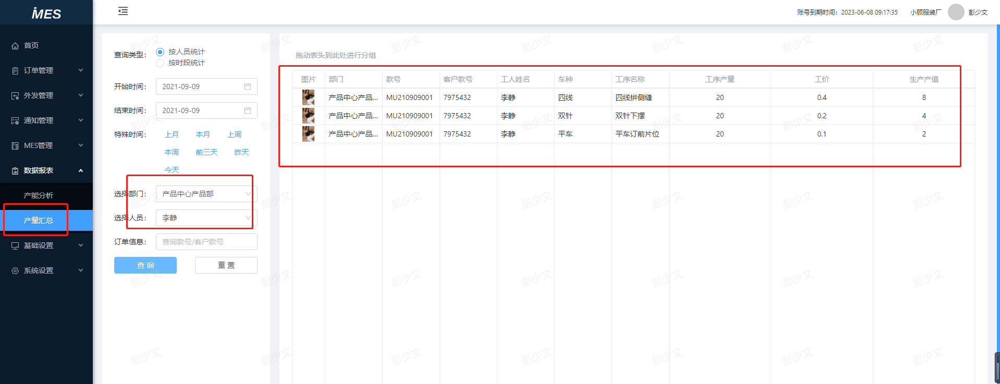 iMES
账号到期时间：2023-06-08 09:17:35 小顾服装厂 彭少文
首页
订单管理
外发管理
通知管理
MES管理
数据报表
产能分析
产量汇总
基础设置
系统设置
查询类型： 按人员统计
按时段统计
开始时间： 2021-09-09
结束时间： 2021-09-09
特殊时间： 上月 本月 上周
本周 前三天 昨天
今天
选择部门： 产品中心产品部
选择人员： 李静
订单信息： 查询款号/客户款号
查 询 重 置
拖动表头到此处进行分组
图片 部门 款号 客户款号 工人姓名 车种 工序名称 工序产量 工价 生产产值
产品中心产品... MU210909001 7975432 李静 四线 四线拼侧缝 20 0.4 8
产品中心产品... MU210909001 7975432 李静 双针 双针下摆 20 0.2 4
产品中心产品... MU210909001 7975432 李静 平车 平车订前片位 20 0.1 2